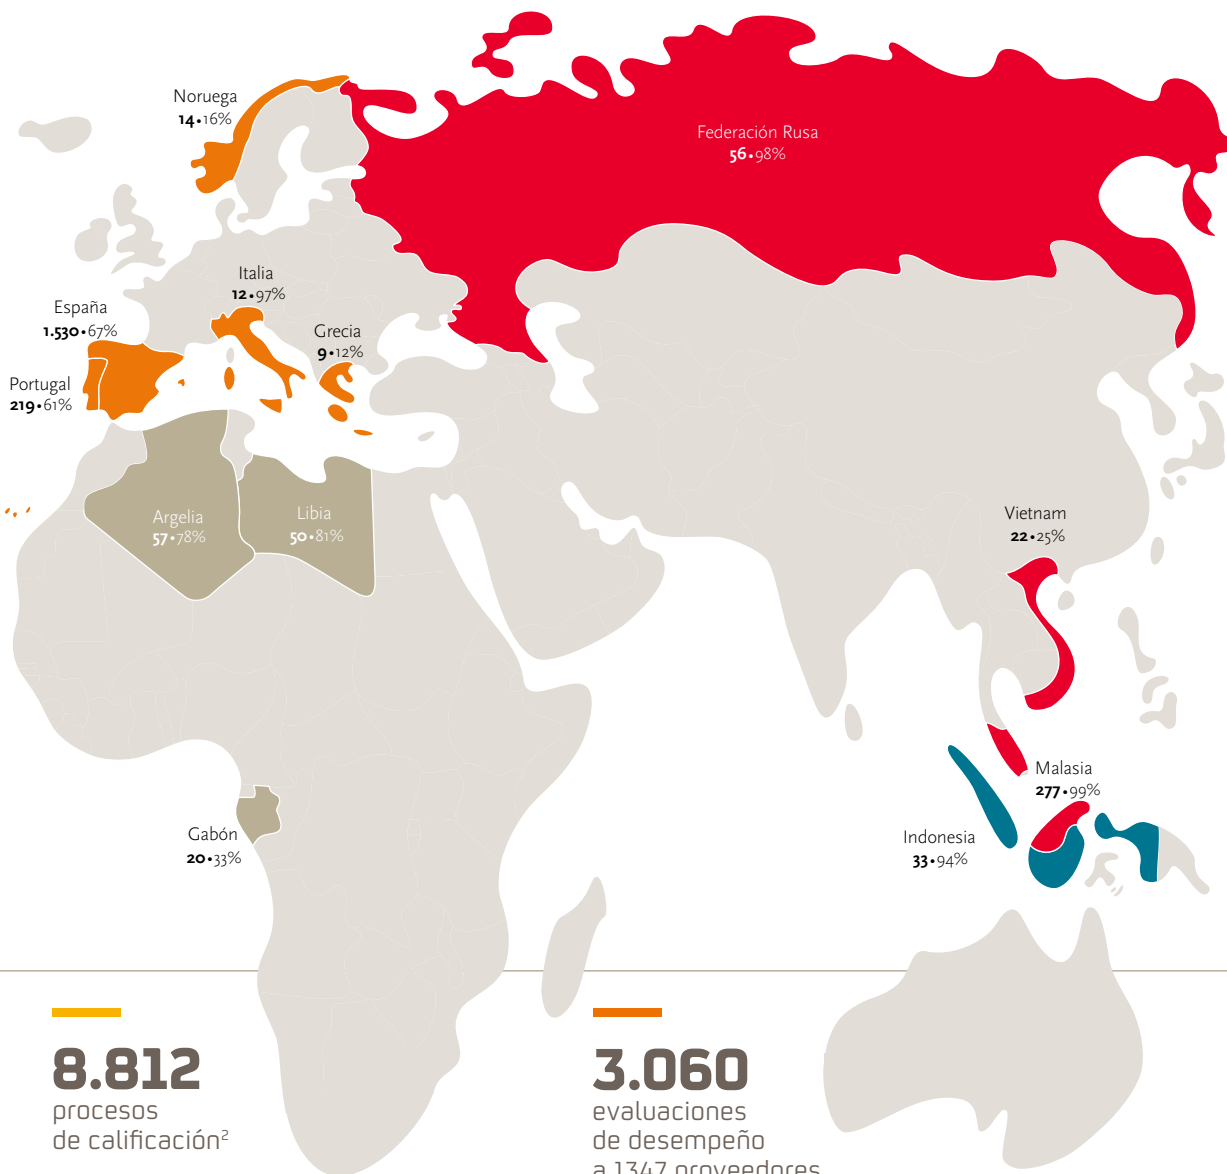 Noruega
14•16%
Federación Rusa
56•98%
Italia
12•97%
España
1.530•67%
Grecia
9•12%
Portugal
219•61%
Argelia
57•78%
Libia
50•81%
Vietnam
22•25%
Malasia
277•99%
Gabón
20•33%
Indonesia
33•94%
8.812
procesos
de calificación²
3.060
evaluaciones
de desempeño
a 1347 proveedores